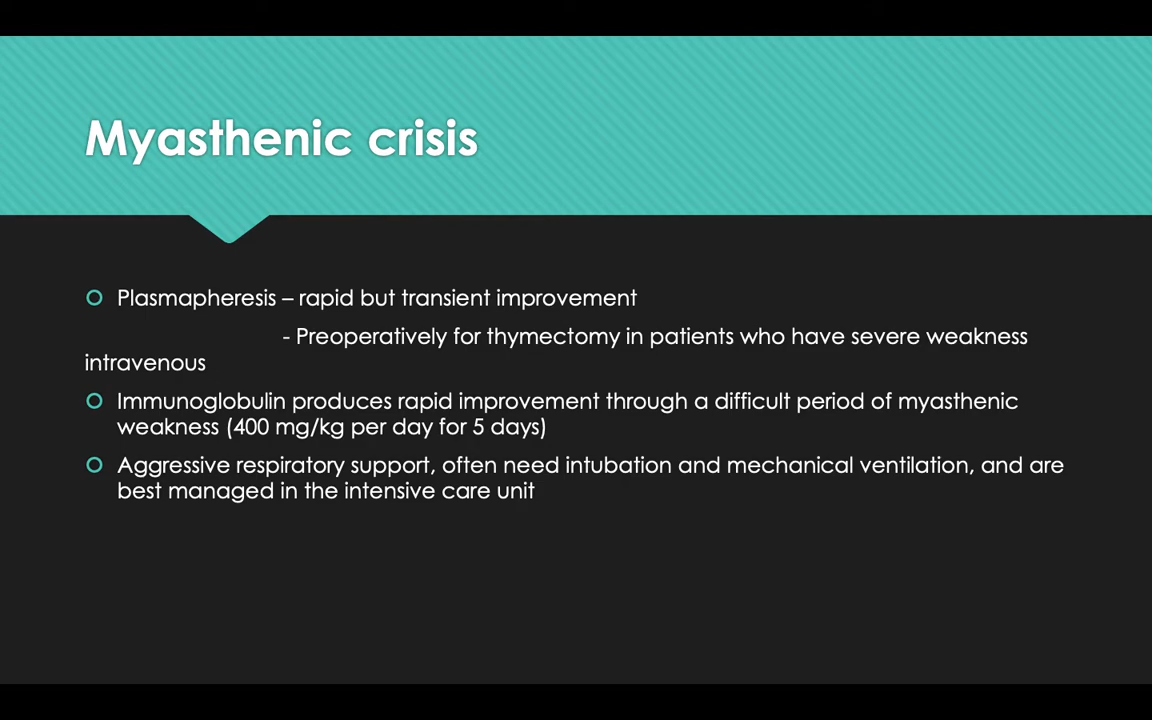 Myasthenic crisis
Plasmapheresis – rapid but transient improvement
- Preoperatively for thymectomy in patients who have severe weakness
intravenous
Immunoglobulin produces rapid improvement through a difficult period of myasthenic
weakness (400 mg/kg per day for 5 days)
Aggressive respiratory support, often need intubation and mechanical ventilation, and are
best managed in the intensive care unit